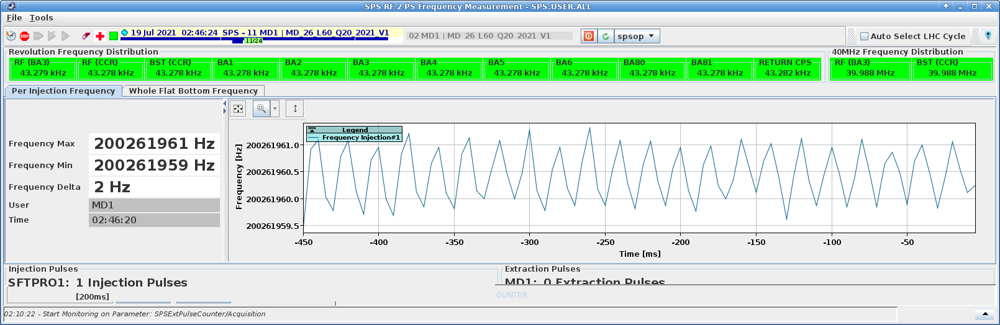 SPS RF 2 PS Frequency Measurement - SPS.USER.ALL
File Tools
STOP 19 Jul 2021 02:46:24 SPS - 11 MD1 | MD_26_L60_Q20_2021_V1 02 MD1 | MD_26_L60_Q20_2021_V1 spsop Auto Select LHC Cycle
11/24
Revolution Frequency Distribution 40MHz Frequency Distribution
RF (BA3) RF (CCR) BST (CCR) BA1 BA2 BA3 BA4 BA5 BA6 BA80 BA81 RETURN CPS RF (BA3) BST (CCR)
43.279 kHz 43.278 kHz 43.278 kHz 43.278 kHz 43.278 kHz 43.278 kHz 43.278 kHz 43.278 kHz 43.278 kHz 43.278 kHz 43.278 kHz 43.282 kHz 39.988 MHz 39.988 MHz
Per Injection Frequency Whole Flat Bottom Frequency
Frequency Max 200261961 Hz
Frequency Min 200261959 Hz
Frequency Delta 2 Hz
User MD1
Time 02:46:20
Legend
Frequency Injection#1
Frequency [Hz]
200261961.0
200261960.5
200261960.0
200261959.5
-450 -400 -350 -300 -250 -200 -150 -100 -50
Time [ms]
Injection Pulses Extraction Pulses
SFTPRO1: 1 Injection Pulses MD1: 0 Extraction Pulses
[200ms] OUNTER
02:10:22 - Start Monitoring on Parameter: SPSExtPulseCounter/Acquisition